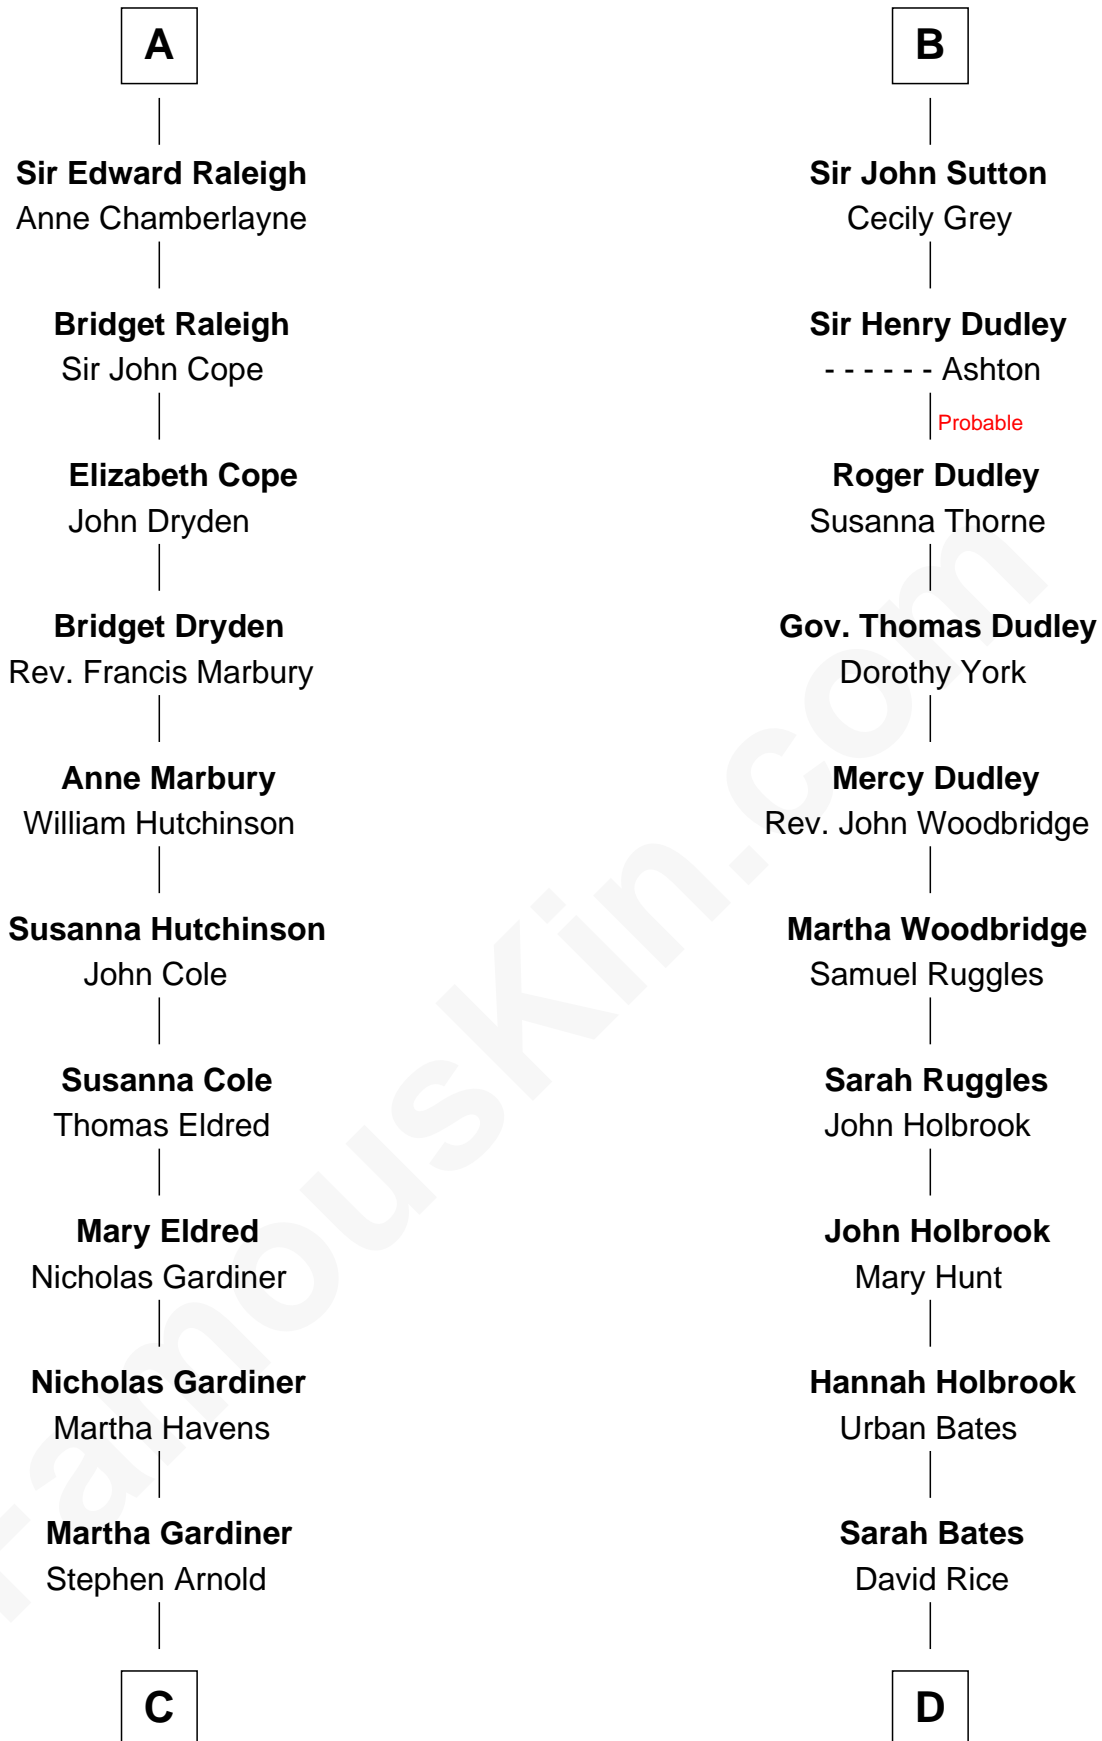 A
Sir Edward Raleigh
Anne Chamberlayne
Bridget Raleigh
Sir John Cope
Elizabeth Cope
John Dryden
Bridget Dryden
Rev. Francis Marbury
Anne Marbury
William Hutchinson
Susanna Hutchinson
John Cole
Susanna Cole
Thomas Eldred
Mary Eldred
Nicholas Gardiner
Nicholas Gardiner
Martha Havens
Martha Gardiner
Stephen Arnold
C
B
Sir John Sutton
Cecily Grey
Sir Henry Dudley
- - - - - - Ashton
Probable
Roger Dudley
Susanna Thorne
Gov. Thomas Dudley
Dorothy York
Mercy Dudley
Rev. John Woodbridge
Martha Woodbridge
Samuel Ruggles
Sarah Ruggles
John Holbrook
John Holbrook
Mary Hunt
Hannah Holbrook
Urban Bates
Sarah Bates
David Rice
D
FamousKin.com